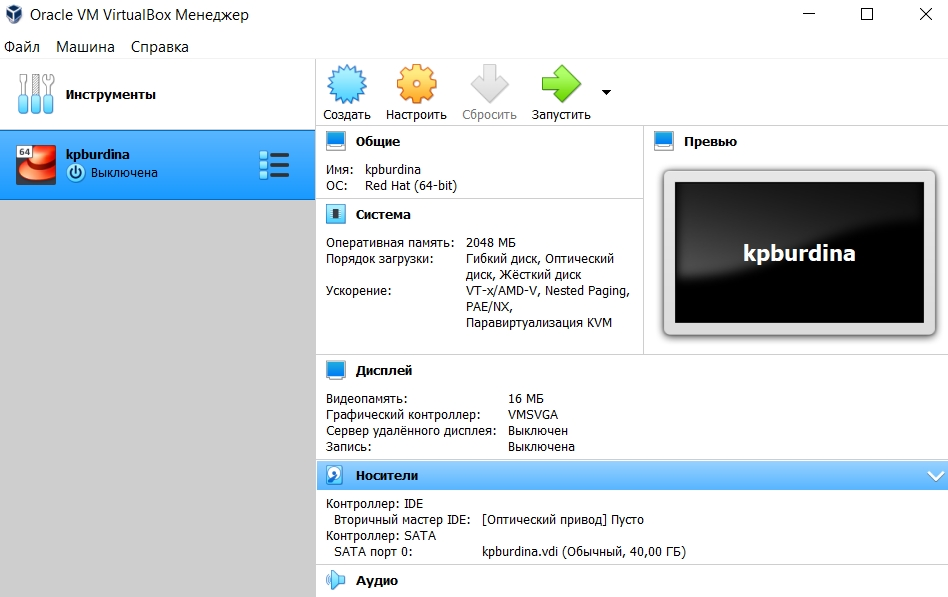 Oracle VM VirtualBox Менеджер
Файл Машина Справка
Инструменты
64
kpburdina
Выключена
Создать Настроить Сбросить Запустить
Общие
Имя: kpburdina
ОС: Red Hat (64-bit)
Система
Оперативная память: 2048 МБ
Порядок загрузки: Гибкий диск, Оптический
диск, Жёсткий диск
Ускорение: VT-x/AMD-V, Nested Paging,
PAE/NX,
Паравиртуализация KVM
Превью
kpburdina
Дисплей
Видеопамять: 16 МБ
Графический контроллер: VMSVGA
Сервер удалённого дисплея: Выключен
Запись: Выключена
Носители
Контроллер: IDE
Вторичный мастер IDE: [Оптический привод] Пусто
Контроллер: SATA
SATA порт 0: kpburdina.vdi (Обычный, 40,00 ГБ)
Аудио